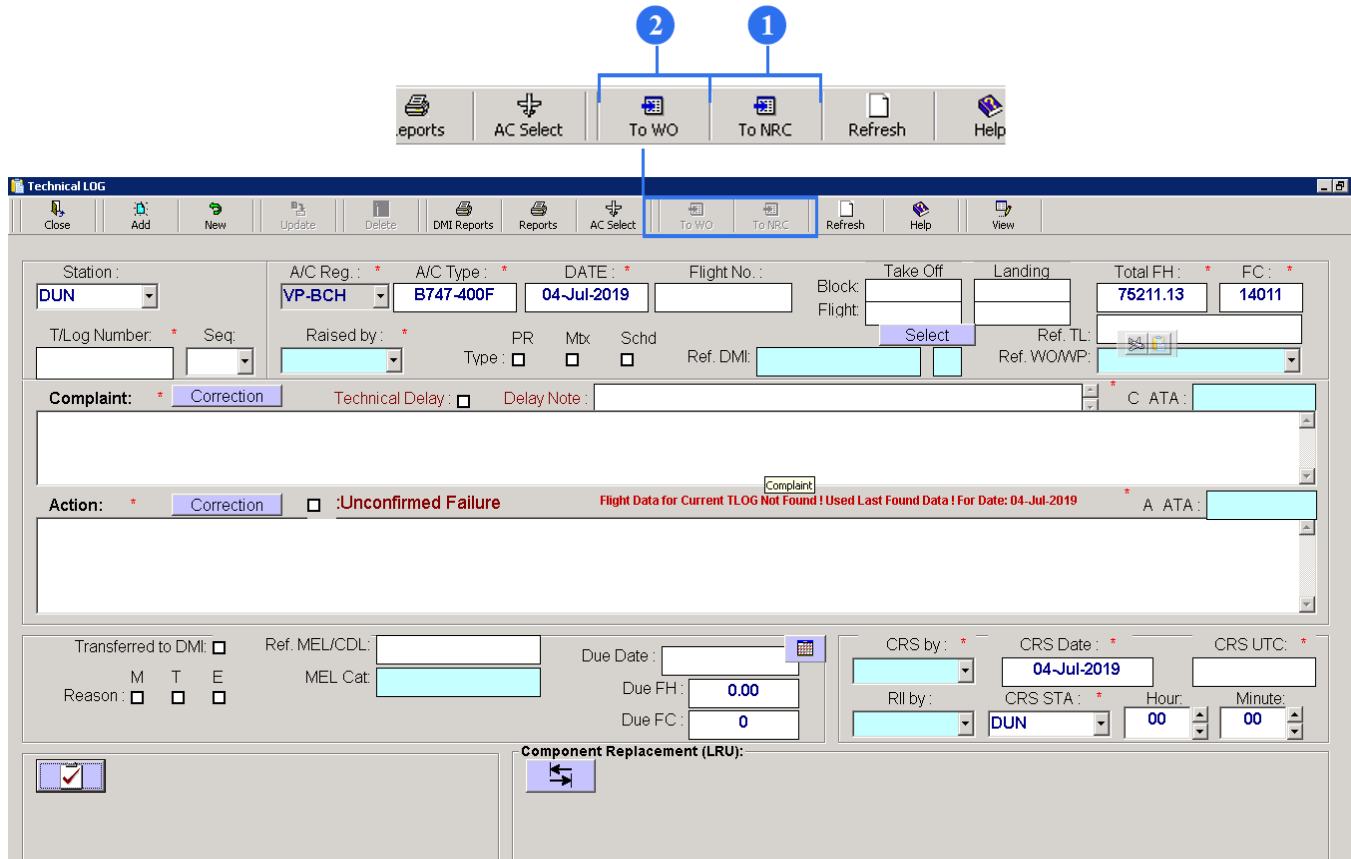 2 1
eports AC Select To WO To NRC Refresh Help
Technical LOG
Close Add New Update Delete DMI Reports Reports AC Select To WO To NRC Refresh Help View
Station : A/C Reg. : * A/C Type : * DATE : * Flight No. : Take Off Landing Total FH : * FC : *
DUN VP-BCH B747-400F 04-Jul-2019 Block: 75211.13 14011
Flight:
T/Log Number: * Seq: Raised by : * PR Mtx Schd Select Ref. TL:
Type : Ref. DMI: Ref. WO/WP:
Complaint: * Correction Technical Delay : Delay Note : * C ATA :
Complaint
Action: * Correction :Unconfirmed Failure Flight Data for Current TLOG Not Found ! Used Last Found Data ! For Date: 04-Jul-2019 * A ATA :
Transferred to DMI: Ref. MEL/CDL: Due Date : CRS by : * CRS Date : * CRS UTC: *
04-Jul-2019
M T E MEL Cat:
Reason : Due FH : 0.00 RII by : CRS STA : * Hour: Minute:
Due FC : 0 DUN 00 00
Component Replacement (LRU):